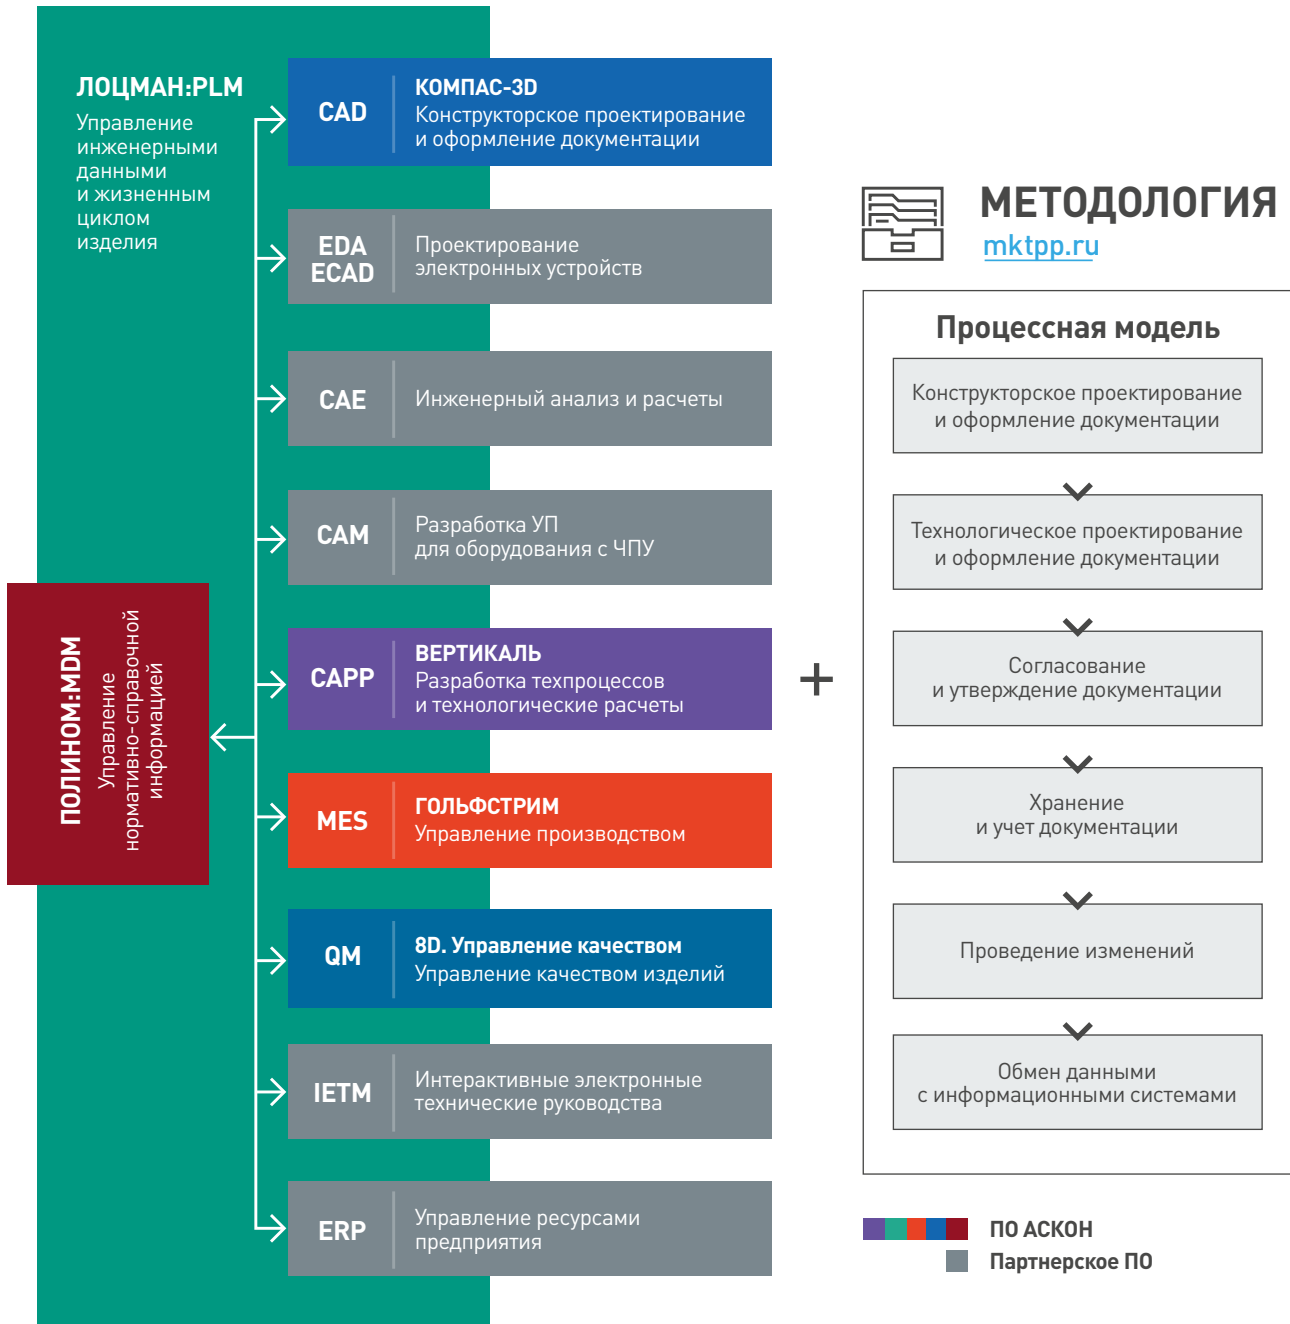 ЛОЦМАН:PLM
Управление
инженерными
данными
и жизненным
циклом
изделия
ПОЛИНОМ:MDM
Управление
нормативно-справочной
информацией
CAD
КОМПАС-3D
Конструкторское проектирование
и оформление документации
EDA
ECAD
Проектирование
электронных устройств
CAE
Инженерный анализ и расчеты
CAM
Разработка УП
для оборудования с ЧПУ
CAPP
ВЕРТИКАЛЬ
Разработка техпроцессов
и технологические расчеты
MES
ГОЛЬФСТРИМ
Управление производством
QM
8D. Управление качеством
Управление качеством изделий
IETM
Интерактивные электронные
технические руководства
ERP
Управление ресурсами
предприятия
+
МЕТОДОЛОГИЯ
mktpp.ru
Процессная модель
Конструкторское проектирование
и оформление документации
Технологическое проектирование
и оформление документации
Согласование
и утверждение документации
Хранение
и учет документации
Проведение изменений
Обмен данными
с информационными системами
ПО АСКОН
Партнерское ПО